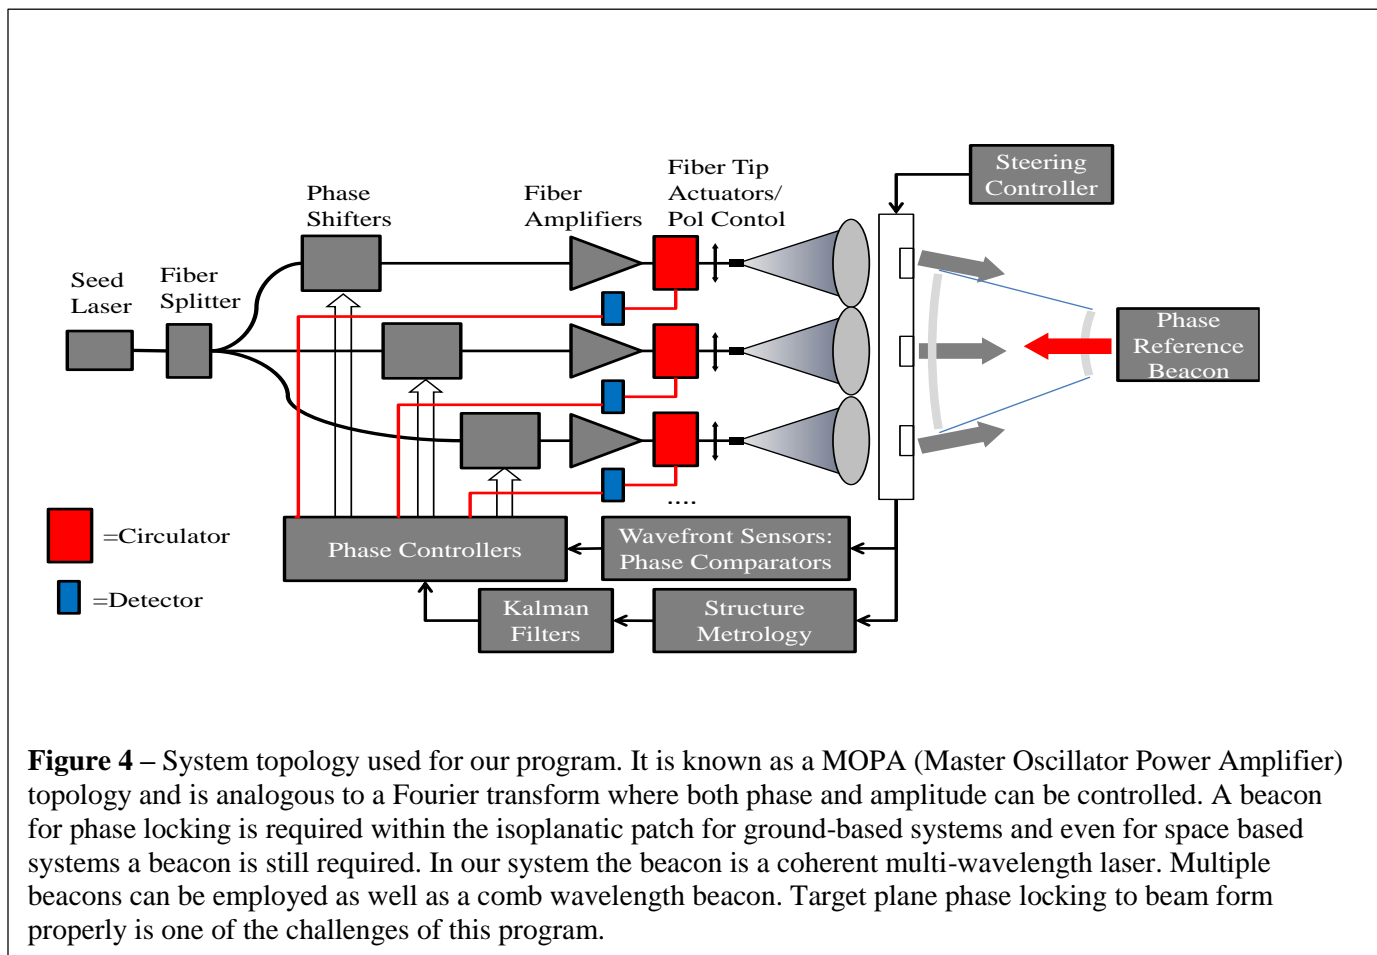 Steering
Controller
Fiber Tip
Actuators/
Pol Contol
Fiber
Amplifiers
Phase
Shifters
Fiber
Splitter
Seed
Laser
Phase
Reference
Beacon
....
=Circulator
=Detector
Phase Controllers
Wavefront Sensors:
Phase Comparators
Kalman
Filters
Structure
Metrology
Figure 4 – System topology used for our program. It is known as a MOPA (Master Oscillator Power Amplifier)
topology and is analogous to a Fourier transform where both phase and amplitude can be controlled. A beacon
for phase locking is required within the isoplanatic patch for ground-based systems and even for space based
systems a beacon is still required. In our system the beacon is a coherent multi-wavelength laser. Multiple
beacons can be employed as well as a comb wavelength beacon. Target plane phase locking to beam form
properly is one of the challenges of this program.